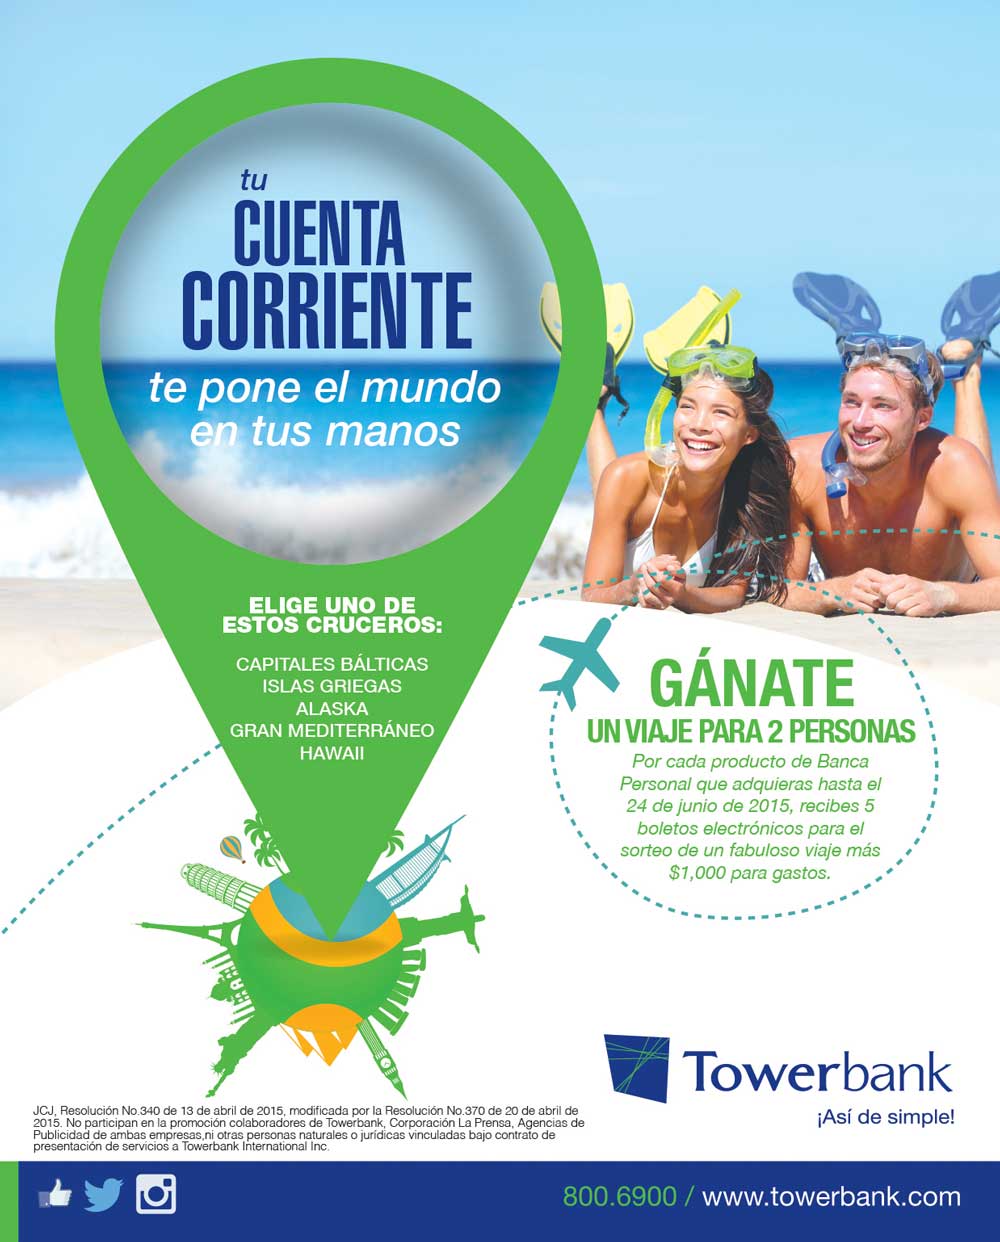 tu
CUENTA
CORRIENTE
te pone el mundo
en tus manos
ELIGE UNO DE
ESTOS CRUCEROS:
CAPITALES BÁLTICAS
ISLAS GRIEGAS
ALASKA
GRAN MEDITERRÁNEO
HAWAII
GÁNATE
UN VIAJE PARA 2 PERSONAS
Por cada producto de Banca
Personal que adquieras hasta el
24 de junio de 2015, recibes 5
boletos electrónicos para el
sorteo de un fabuloso viaje más
$1,000 para gastos.
Towerbank
¡Así de simple!
JCJ, Resolución No.340 de 13 de abril de 2015, modificada por la Resolución No.370 de 20 de abril de
2015. No participan en la promoción colaboradores de Towerbank, Corporación La Prensa, Agencias de
Publicidad de ambas empresas,ni otras personas naturales o jurídicas vinculadas bajo contrato de
presentación de servicios a Towerbank International Inc.
800.6900 / www.towerbank.com